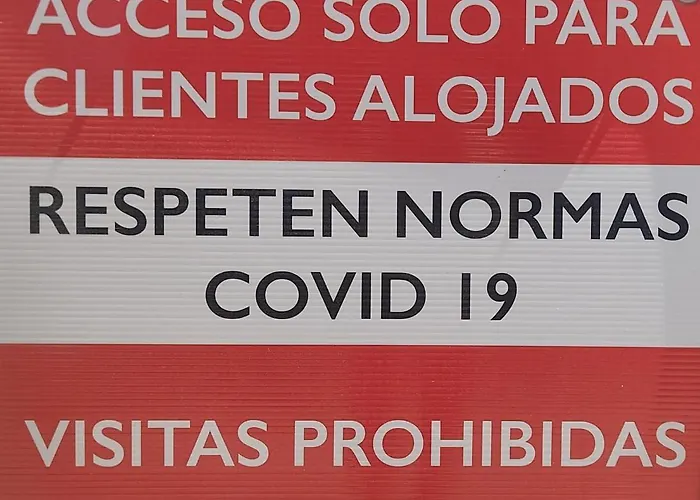 ACCESO SOLO PARA
CLIENTES ALOJADOS
RESPETEN NORMAS
COVID 19
VISITAS PROHIBIDAS